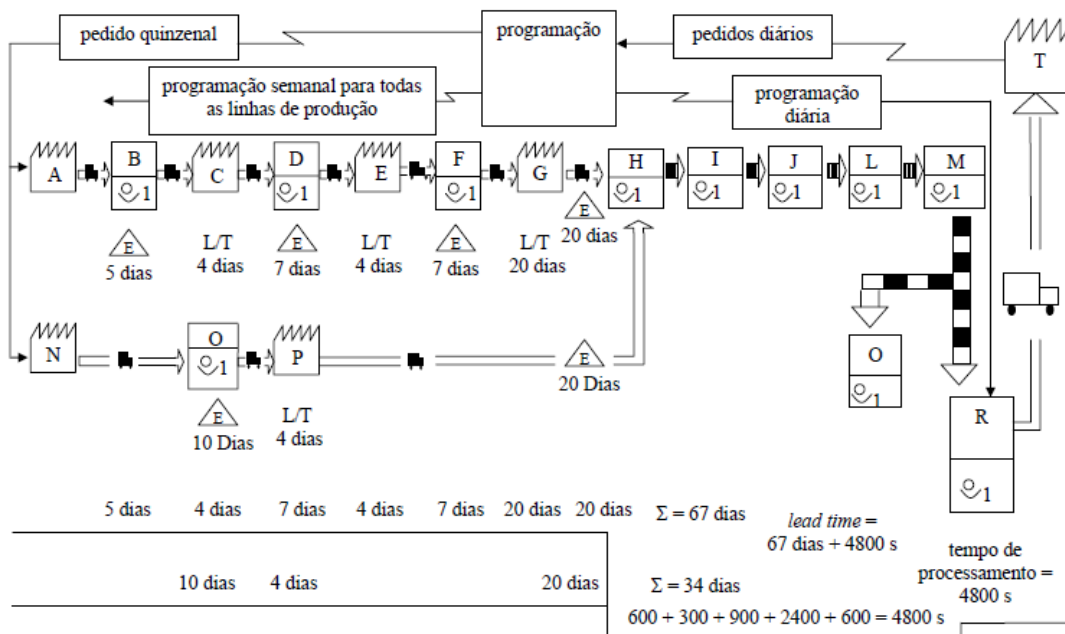 pedido quinzenal
programação
pedidos diários
T
programação semanal para todas
as linhas de produção
programação
diária
A
B
1
C
D
1
E
F
1
G
H
1
I
1
J
1
L
1
M
1
E
5 dias
L/T
4 dias
E
7 dias
L/T
4 dias
E
7 dias
L/T
20 dias
E
20 dias
N
O
1
P
E
20 Dias
E
10 Dias
L/T
4 dias
O
1
R
1
5 dias 4 dias 7 dias 4 dias 7 dias 20 dias 20 dias Σ = 67 dias
lead time =
67 dias + 4800 s
tempo de
processamento =
4800 s
10 dias 4 dias 20 dias Σ = 34 dias
600 + 300 + 900 + 2400 + 600 = 4800 s